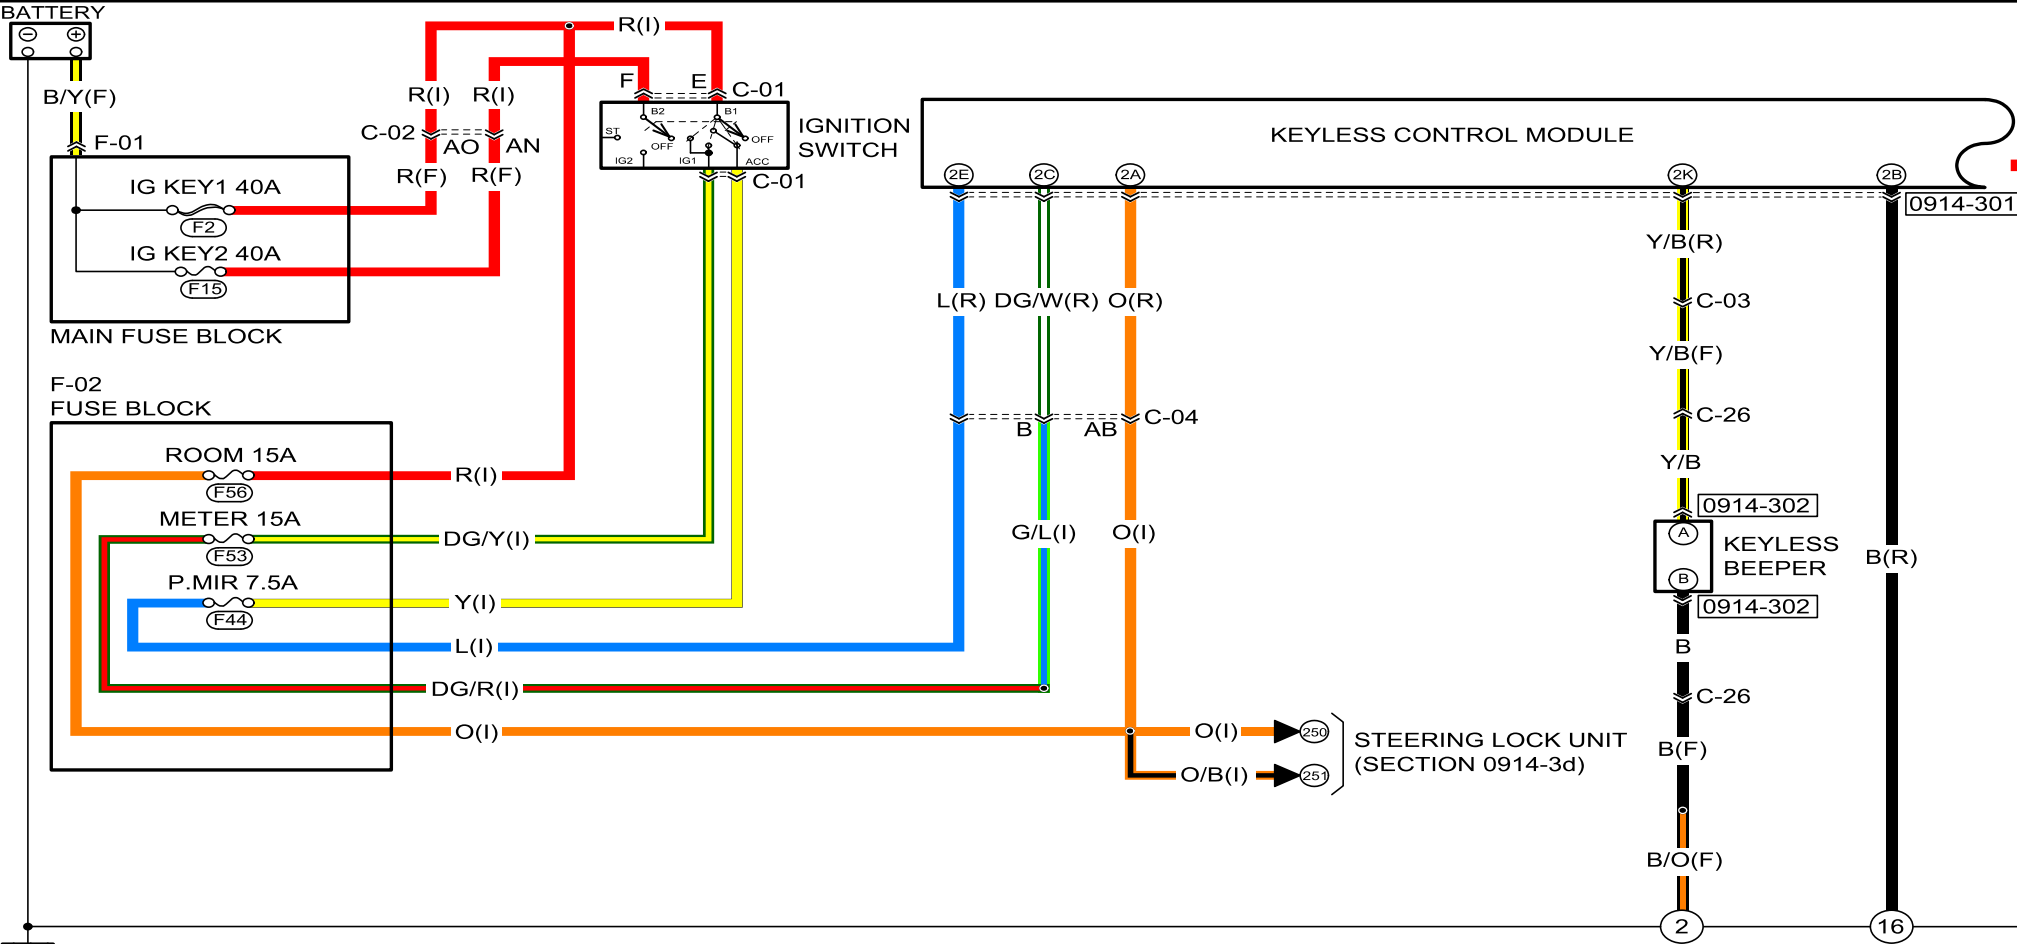 BATTERY
− +
B/Y(F)
F-01
IG KEY1 40A
F2
IG KEY2 40A
F15
MAIN FUSE BLOCK
R(I)
R(I) R(I)
C-02
AO AN
R(F) R(F)
F E C-01
B2 B1
ST OFF OFF
IG2 IG1 ACC
IGNITION
SWITCH
C-01
F-02
FUSE BLOCK
ROOM 15A
F56
R(I)
METER 15A
F53
DG/Y(I)
P.MIR 7.5A
F44
Y(I)
L(I)
DG/R(I)
O(I)
KEYLESS CONTROL MODULE
2E 2C 2A 2K 2B
0914-301
L(R) DG/W(R) O(R)
B AB C-04
G/L(I) O(I)
O(I) 250
O/B(I) 251
STEERING LOCK UNIT
(SECTION 0914-3d)
Y/B(R)
C-03
Y/B(F)
C-26
Y/B
0914-302
A
B
KEYLESS
BEEPER
0914-302
B
C-26
B(F)
B/O(F)
2
B(R)
16